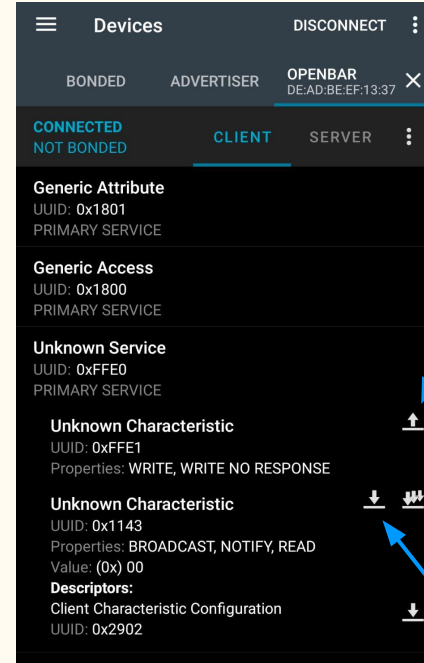 Devices DISCONNECT
BONDED ADVERTISER OPENBAR
DE:AD:BE:EF:13:37
CONNECTED
NOT BONDED
CLIENT SERVER
Generic Attribute
UUID: 0x1801
PRIMARY SERVICE
Generic Access
UUID: 0x1800
PRIMARY SERVICE
Unknown Service
UUID: 0xFFE0
PRIMARY SERVICE
Unknown Characteristic
UUID: 0xFFE1
Properties: WRITE, WRITE NO RESPONSE
Unknown Characteristic
UUID: 0x1143
Properties: BROADCAST, NOTIFY, READ
Value: (0x) 00
Descriptors:
Client Characteristic Configuration
UUID: 0x2902